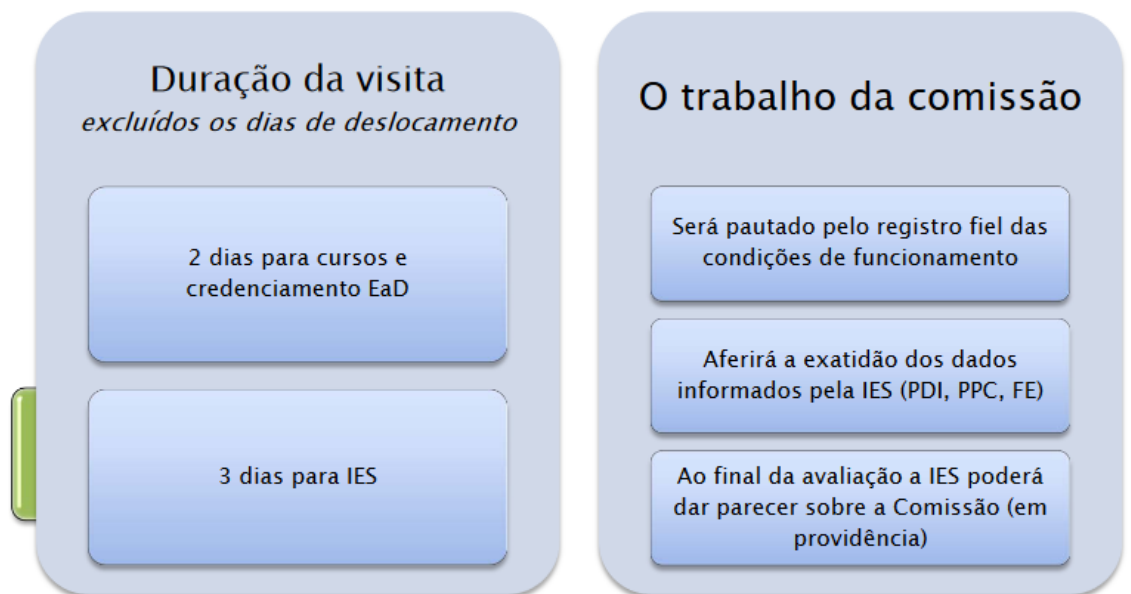 Duração da visita
excluídos os dias de deslocamento
2 dias para cursos e
credenciamento EaD
3 dias para IES
O trabalho da comissão
Será pautado pelo registro fiel das
condições de funcionamento
Aferirá a exatidão dos dados
informados pela IES (PDI, PPC, FE)
Ao final da avaliação a IES poderá
dar parecer sobre a Comissão (em
providência)